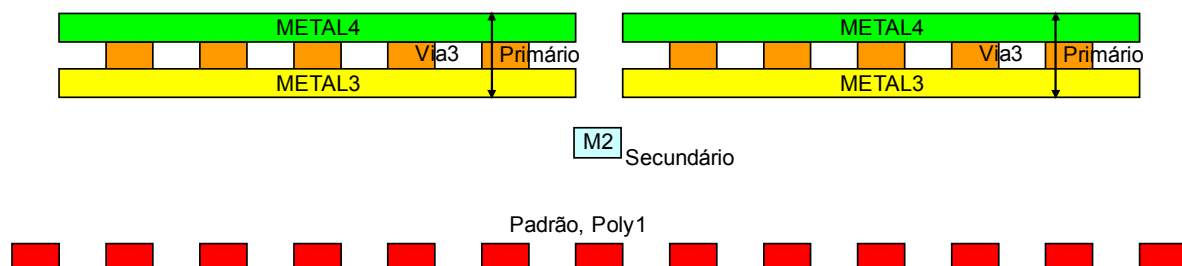 METAL4
METAL4
Via3
Primário
Via3
Primário
METAL3
METAL3
M2
Secundário
Padrão, Poly1